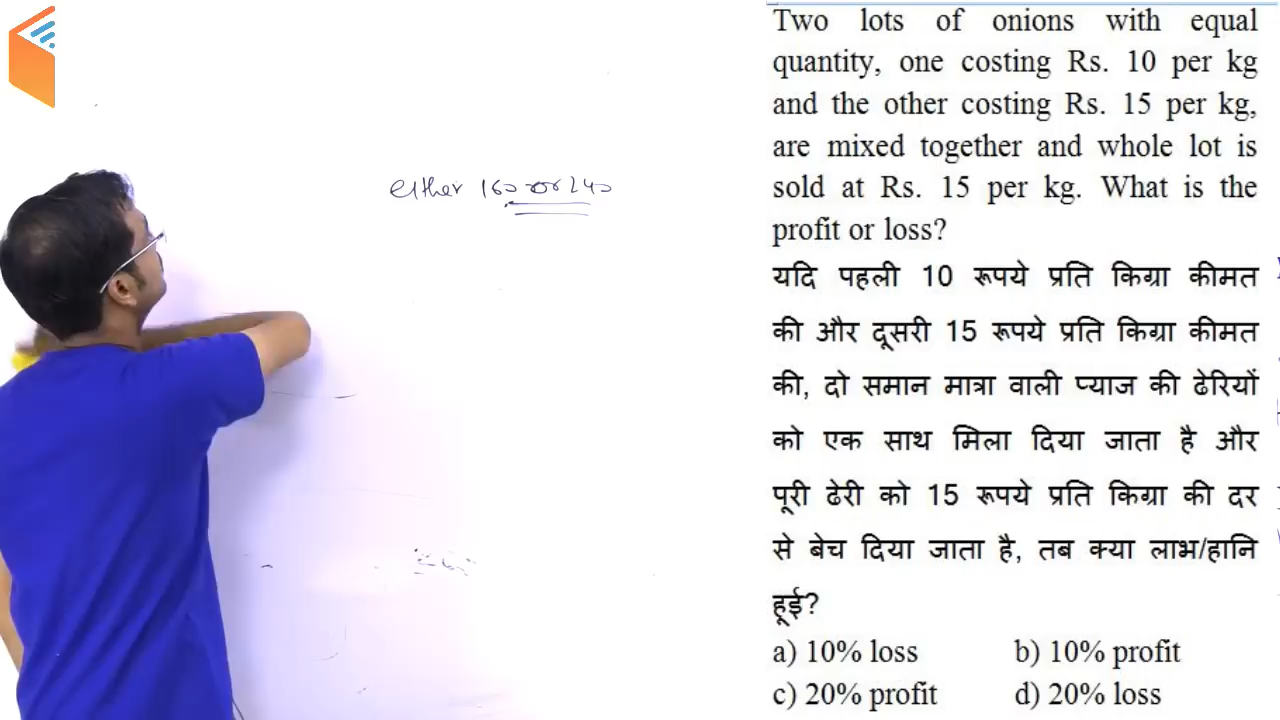 either 160 or 240
Two lots of onions with equal
quantity, one costing Rs. 10 per kg
and the other costing Rs. 15 per kg,
are mixed together and whole lot is
sold at Rs. 15 per kg. What is the
profit or loss?
यदि पहली 10 रूपये प्रति किग्रा कीमत
की और दूसरी 15 रूपये प्रति किग्रा कीमत
की, दो समान मात्रा वाली प्याज की ढेरियों
को एक साथ मिला दिया जाता है और
पूरी ढेरी को 15 रूपये प्रति किग्रा की दर
से बेच दिया जाता है, तब क्या लाभ/हानि
हूई?
a) 10% loss b) 10% profit
c) 20% profit d) 20% loss